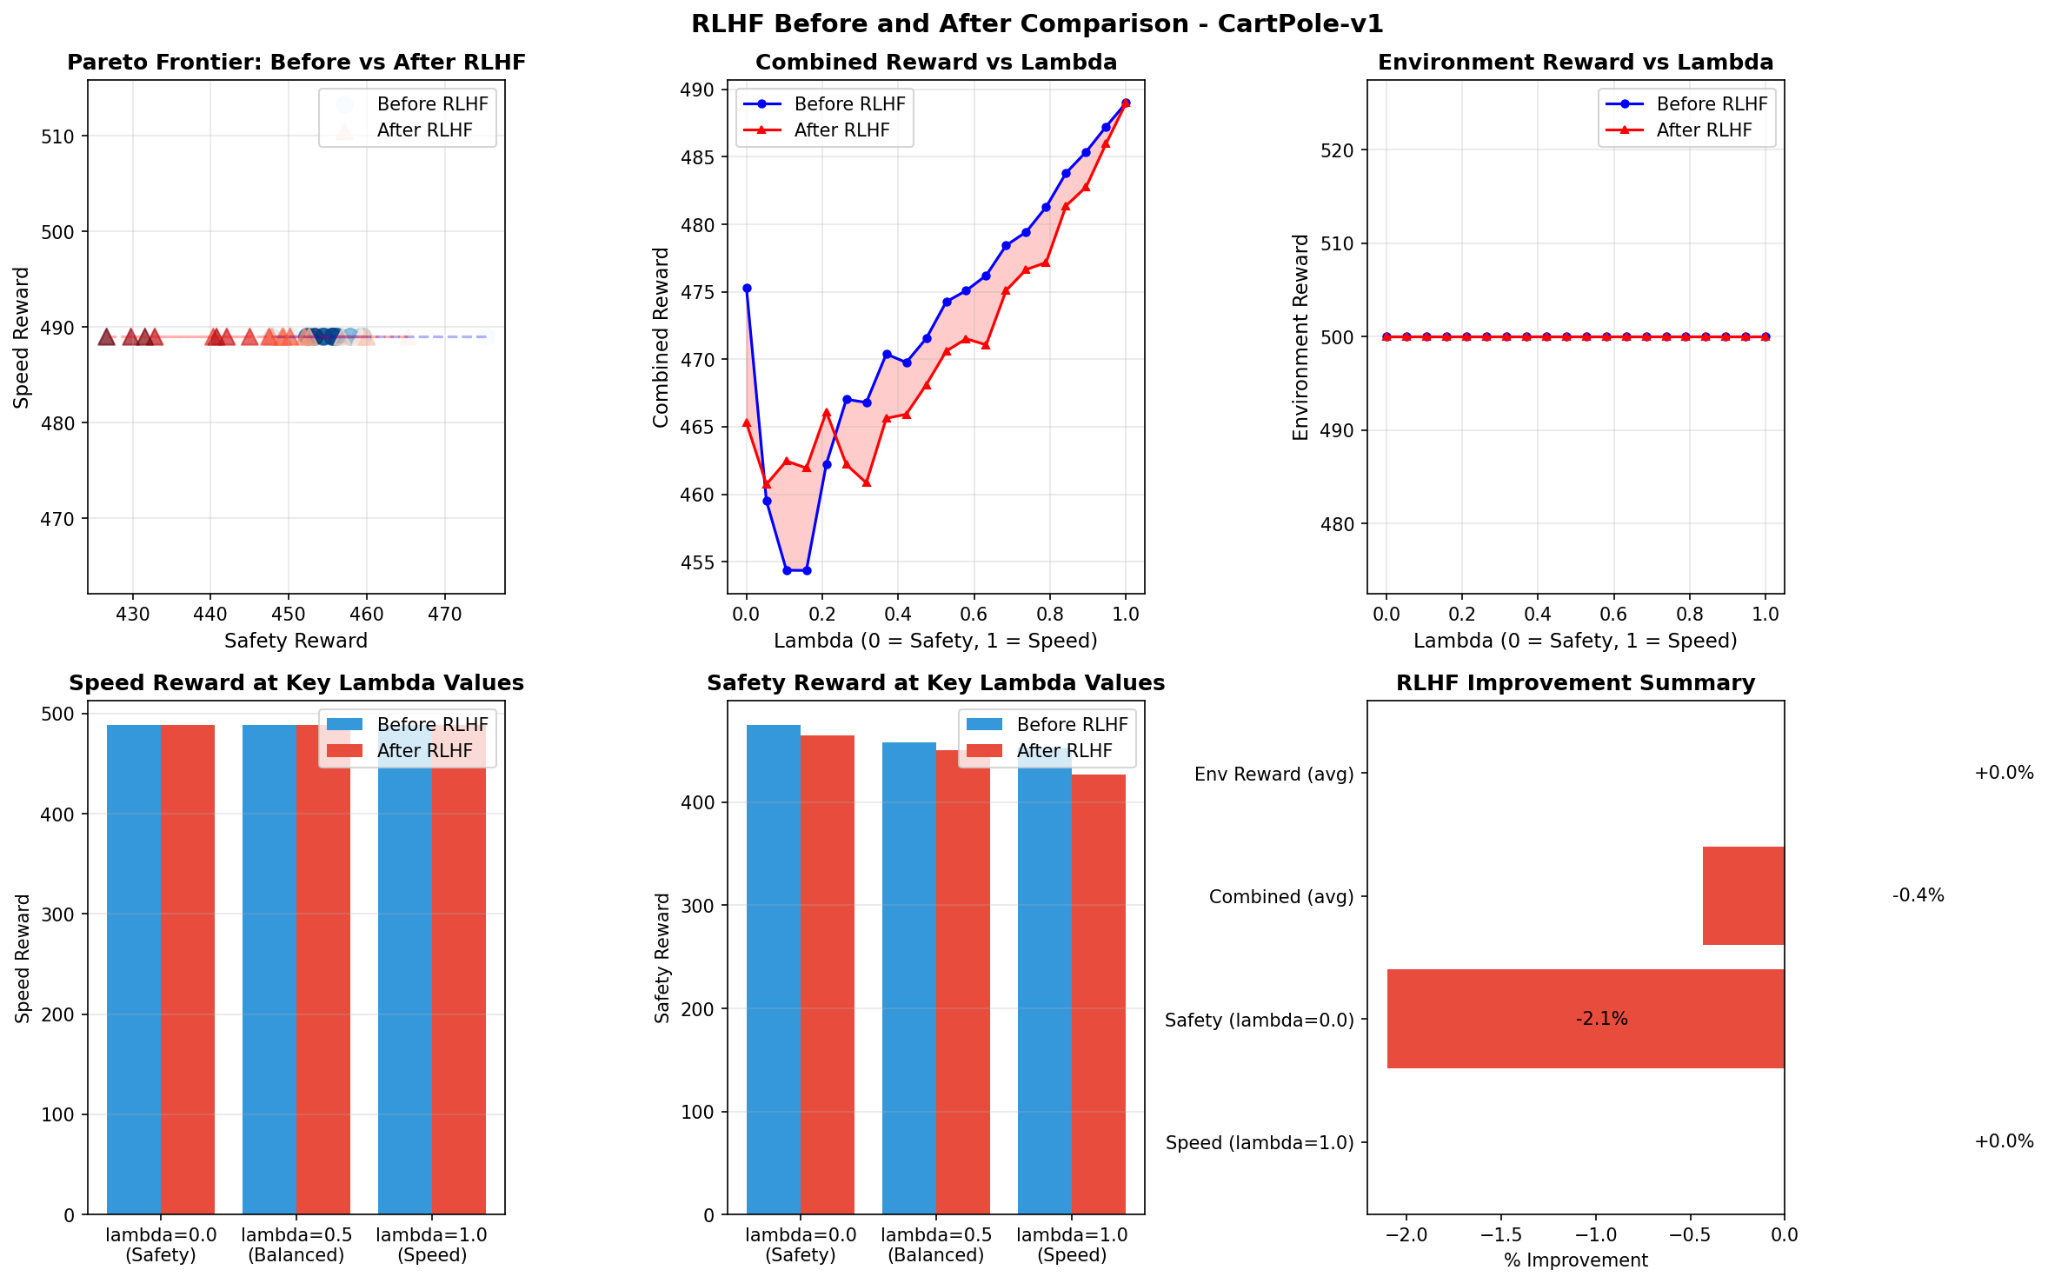 RLHF Before and After Comparison - CartPole-v1
Pareto Frontier: Before vs After RLHF
Before RLHF
After RLHF
510
500
490
480
470
Speed Reward
430
440
450
460
470
Safety Reward
Combined Reward vs Lambda
Before RLHF
After RLHF
490
485
480
475
470
465
460
455
Combined Reward
0.0
0.2
0.4
0.6
0.8
1.0
Lambda (0 = Safety, 1 = Speed)
Environment Reward vs Lambda
Before RLHF
After RLHF
520
510
500
490
480
Environment Reward
0.0
0.2
0.4
0.6
0.8
1.0
Lambda (0 = Safety, 1 = Speed)
Speed Reward at Key Lambda Values
Before RLHF
After RLHF
500
400
300
200
100
0
Speed Reward
lambda=0.0
(Safety)
lambda=0.5
(Balanced)
lambda=1.0
(Speed)
Safety Reward at Key Lambda Values
Before RLHF
After RLHF
400
300
200
100
0
Safety Reward
lambda=0.0
(Safety)
lambda=0.5
(Balanced)
lambda=1.0
(Speed)
RLHF Improvement Summary
Env Reward (avg)
+0.0%
Combined (avg)
-0.4%
Safety (lambda=0.0)
-2.1%
Speed (lambda=1.0)
+0.0%
−2.0
−1.5
−1.0
−0.5
0.0
% Improvement